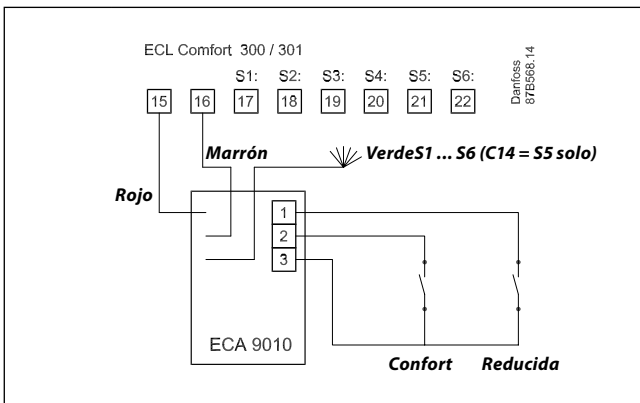 ECL Comfort 300 / 301
S1: S2: S3: S4: S5: S6:
15 16 17 18 19 20 21 22
Danfoss
87B568.14
Marrón
VerdeS1 ... S6 (C14 = S5 solo)
Rojo
1
2
3
ECA 9010
Confort Reducida